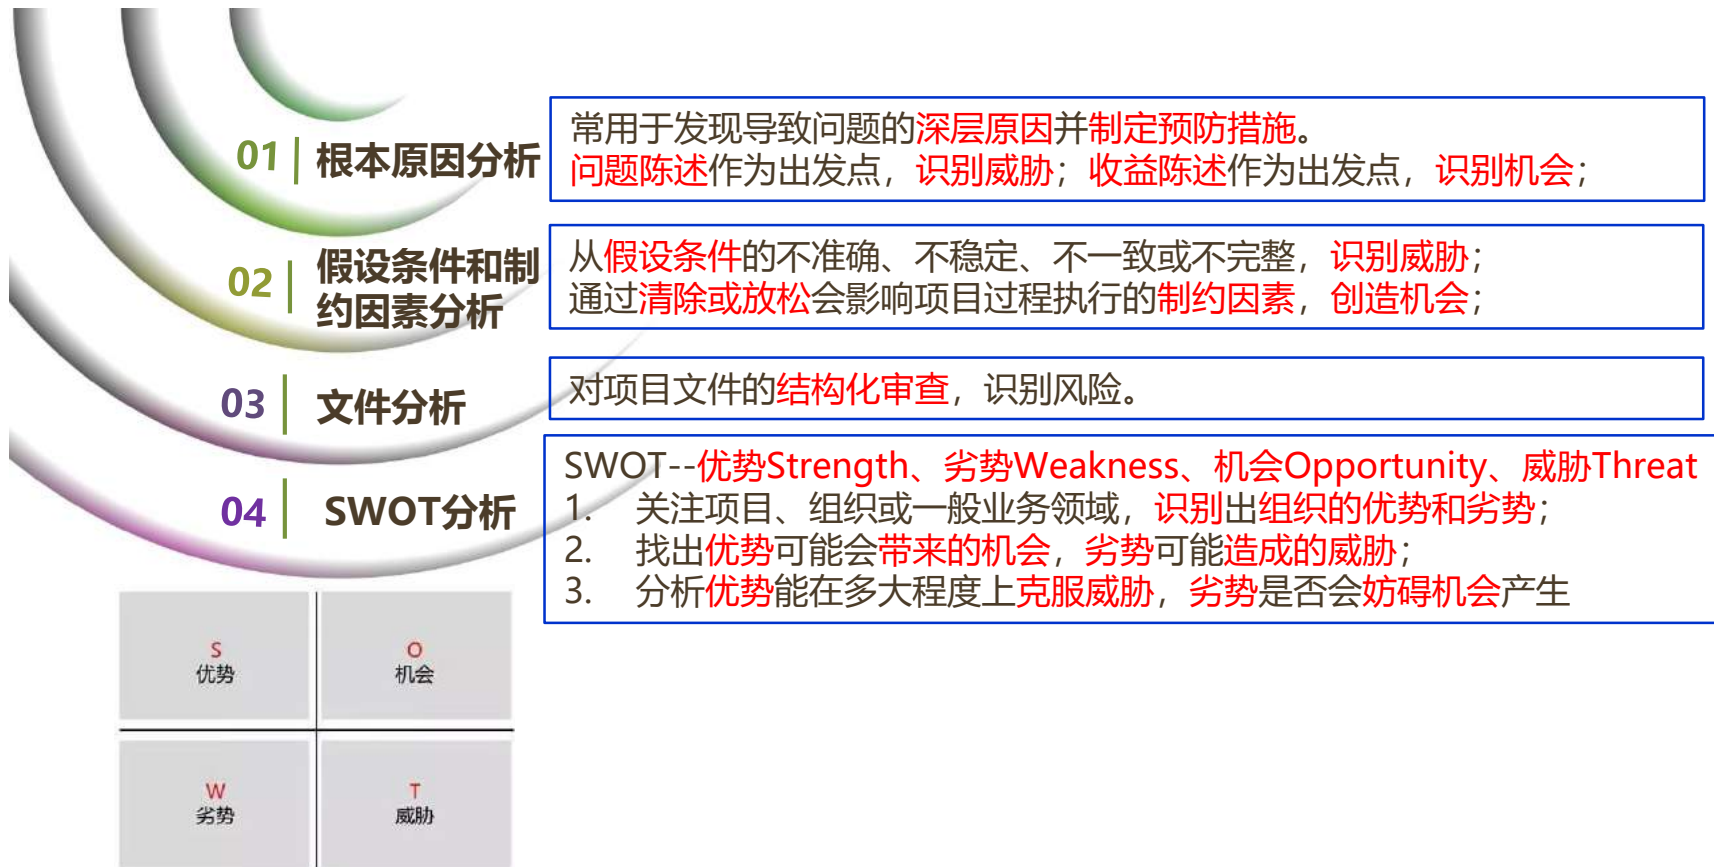 01 根本原因分析
常用于发现导致问题的深层原因并制定预防措施。
问题陈述作为出发点，识别威胁；收益陈述作为出发点，识别机会；
02 假设条件和制
约因素分析
从假设条件的不准确、不稳定、不一致或不完整，识别威胁；
通过清除或放松会影响项目过程执行的制约因素，创造机会；
03 文件分析
对项目文件的结构化审查，识别风险。
04 SWOT分析
SWOT--优势Strength、劣势Weakness、机会Opportunity、威胁Threat
1. 关注项目、组织或一般业务领域，识别出组织的优势和劣势；
2. 找出优势可能会带来的机会，劣势可能造成的威胁；
3. 分析优势能在多大程度上克服威胁，劣势是否会妨碍机会产生
S
优势
O
机会
W
劣势
T
威胁